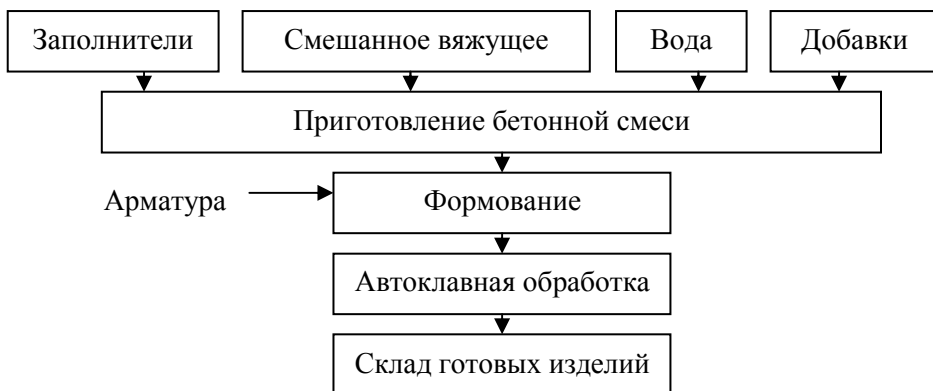 Заполнители
Смешанное вяжущее
Вода
Добавки
Приготовление бетонной смеси
Арматура
Формование
Автоклавная обработка
Склад готовых изделий